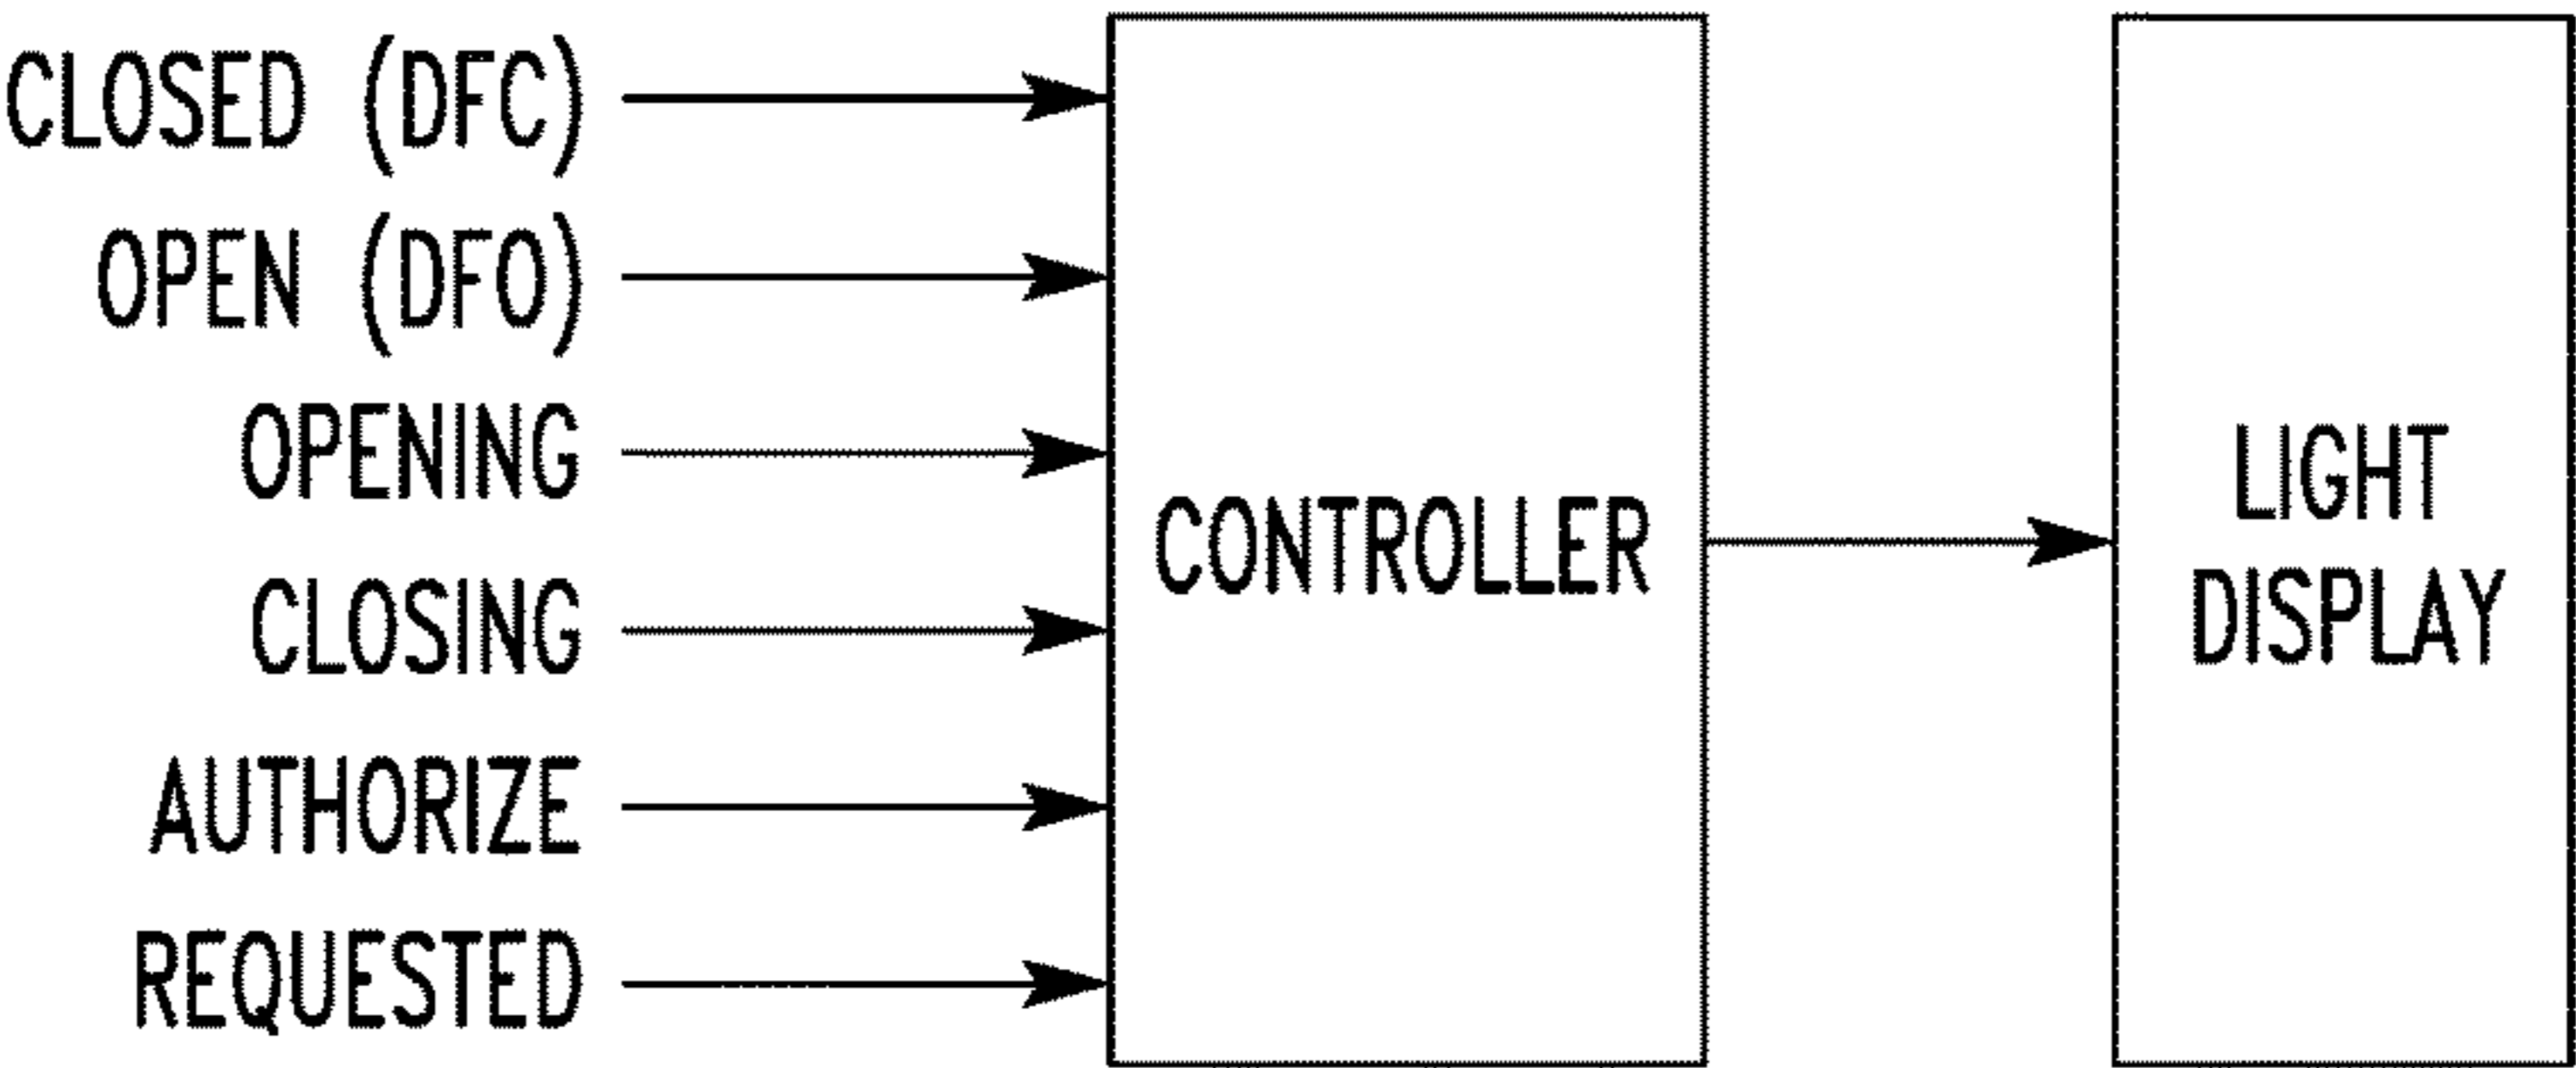 CLOSED (DFC)
OPEN (DFO)
OPENING
CLOSING
AUTHORIZE
REQUESTED
CONTROLLER
LIGHT
DISPLAY